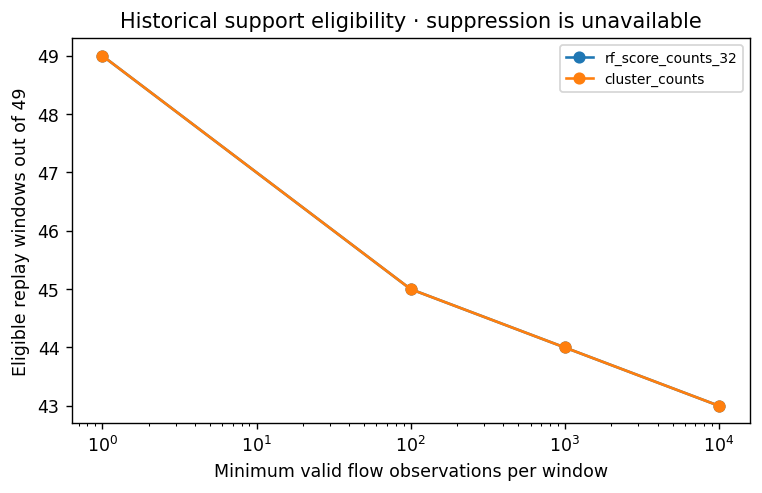 Historical support eligibility · suppression is unavailable
rf_score_counts_32
cluster_counts
Eligible replay windows out of 49
49
48
47
46
45
44
43
10⁰
10¹
10²
10³
10⁴
Minimum valid flow observations per window